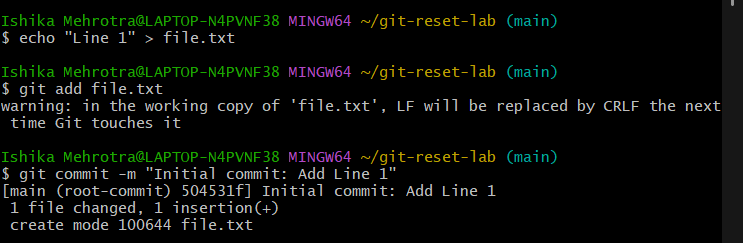 Ishika Mehrotra@LAPTOP-N4PVNF38 MINGW64 ~/git-reset-lab (main)
$ echo "Line 1" > file.txt
Ishika Mehrotra@LAPTOP-N4PVNF38 MINGW64 ~/git-reset-lab (main)
$ git add file.txt
warning: in the working copy of 'file.txt', LF will be replaced by CRLF the next
 time Git touches it
Ishika Mehrotra@LAPTOP-N4PVNF38 MINGW64 ~/git-reset-lab (main)
$ git commit -m "Initial commit: Add Line 1"
[main (root-commit) 504531f] Initial commit: Add Line 1
 1 file changed, 1 insertion(+)
 create mode 100644 file.txt